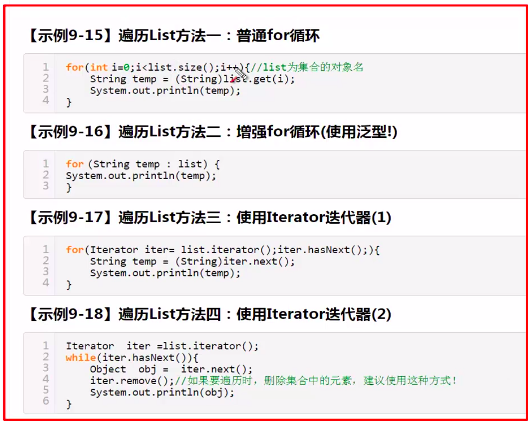 【示例9-15】遍历List方法一：普通for循环
1 for(int i=0;i<list.size();i++){//list为集合的对象名
2 String temp = (String)list.get(i);
3 System.out.println(temp);
4 }
【示例9-16】遍历List方法二：增强for循环(使用泛型!)
1 for (String temp : list) {
2 System.out.println(temp);
3 }
【示例9-17】遍历List方法三：使用Iterator迭代器(1)
1 for(Iterator iter= list.iterator();iter.hasNext();){
2 String temp = (String)iter.next();
3 System.out.println(temp);
4 }
【示例9-18】遍历List方法四：使用Iterator迭代器(2)
1 Iterator iter =list.iterator();
2 while(iter.hasNext()){
3 Object obj = iter.next();
4 iter.remove();//如果要遍历时，删除集合中的元素，建议使用这种方式！
5 System.out.println(obj);
6 }